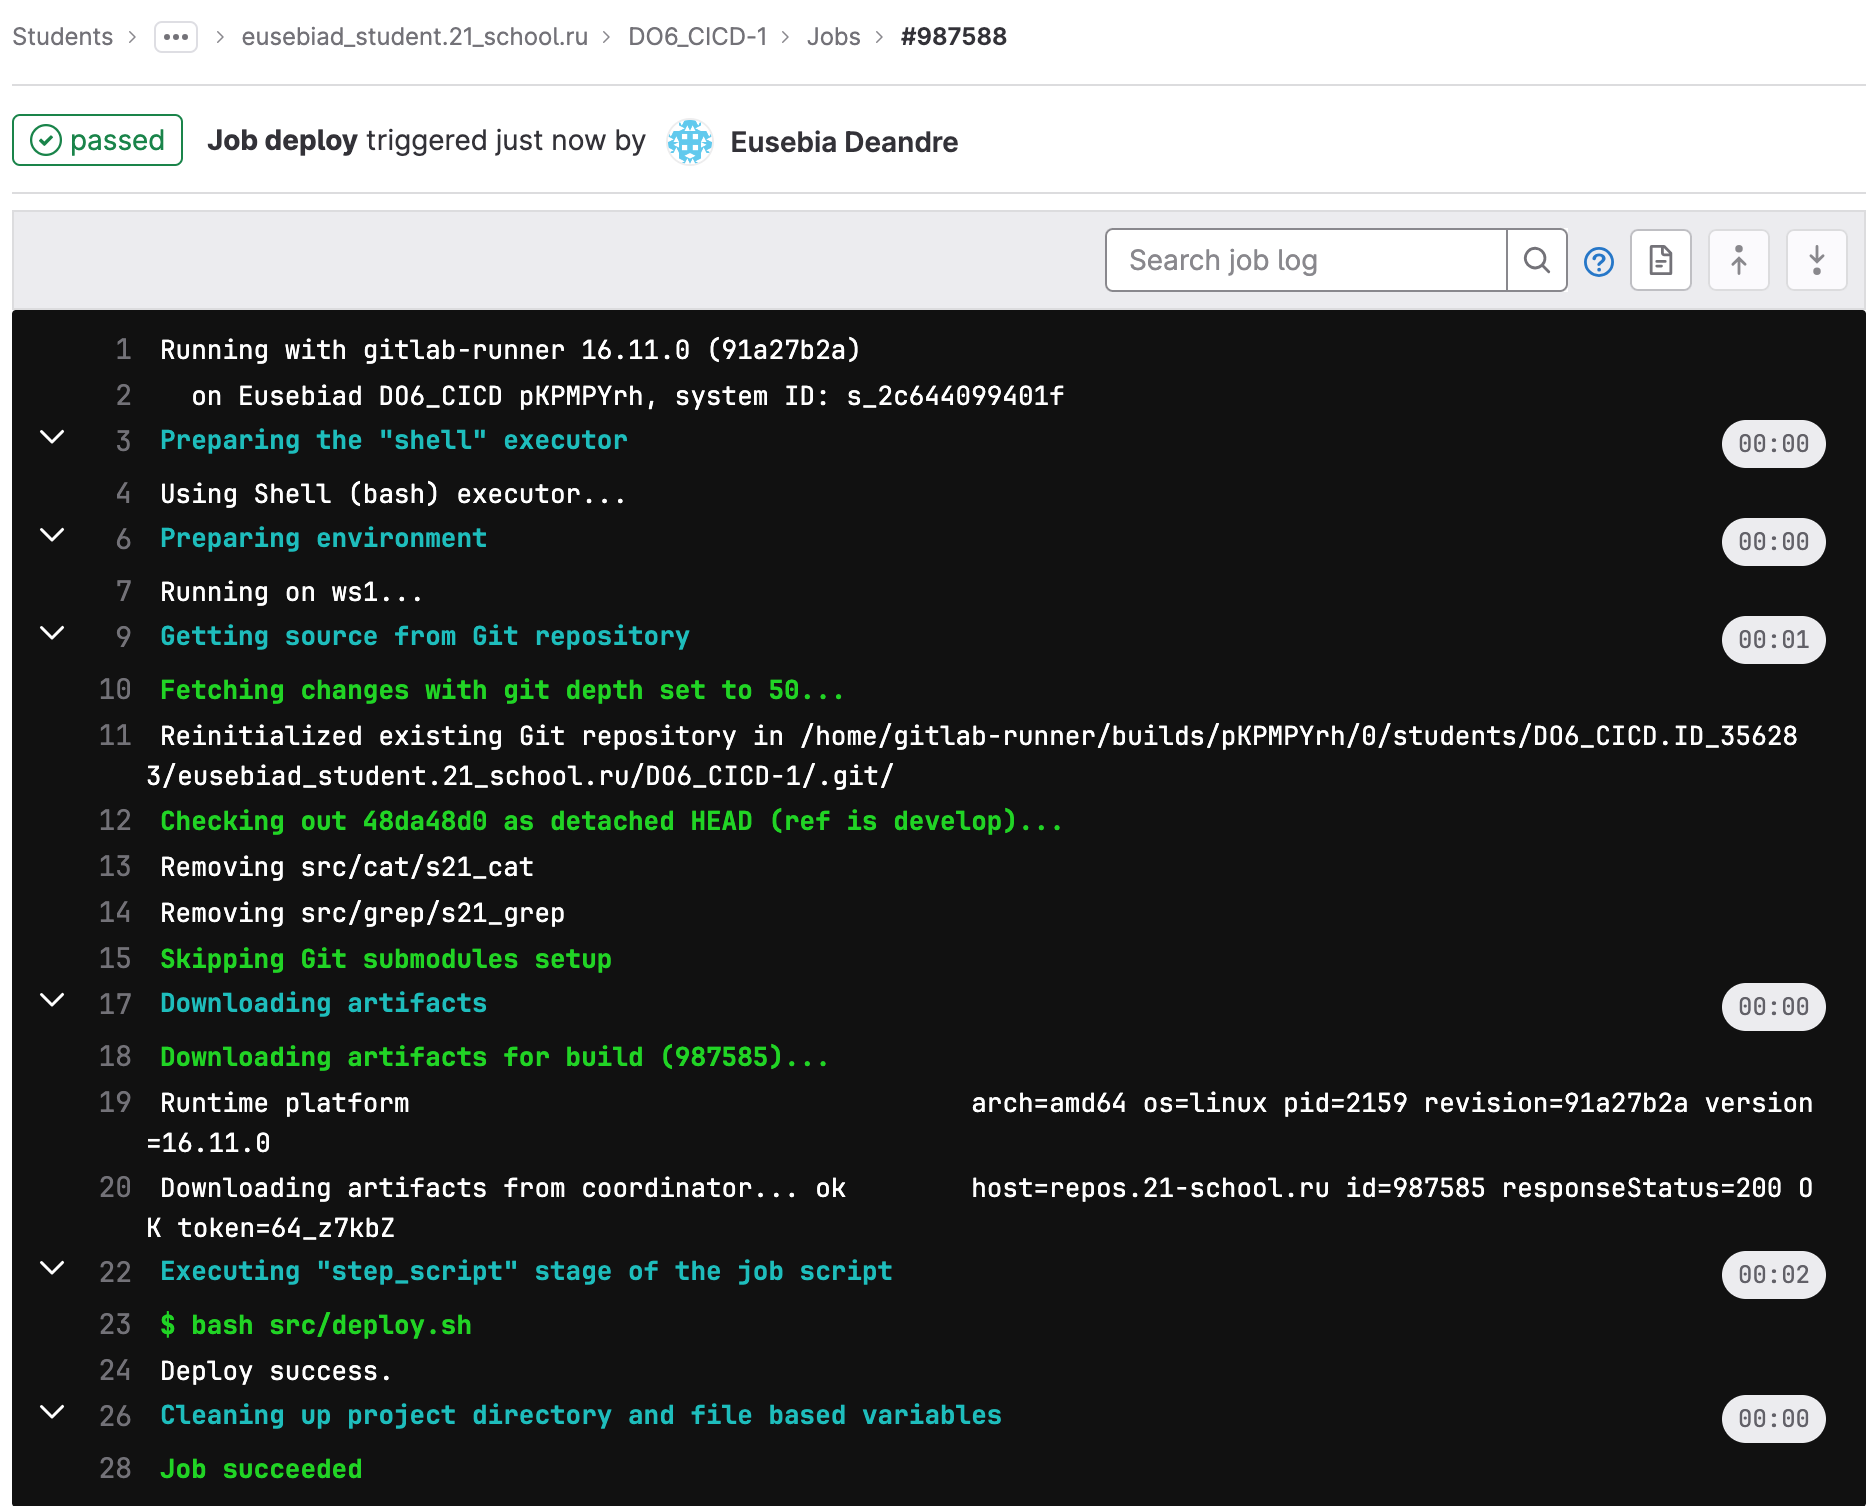 Students > ••• > eusebiad_student.21_school.ru > DO6_CICD-1 > Jobs > #987588
passed Job deploy triggered just now by Eusebia Deandre
Search job log
1 Running with gitlab-runner 16.11.0 (91a27b2a)
2 on Eusebiad DO6_CICD pKPMPYrh, system ID: s_2c644099401f
3 Preparing the "shell" executor 00:00
4 Using Shell (bash) executor...
6 Preparing environment 00:00
7 Running on ws1...
9 Getting source from Git repository 00:01
10 Fetching changes with git depth set to 50...
11 Reinitialized existing Git repository in /home/gitlab-runner/builds/pKPMPYrh/0/students/DO6_CICD.ID_35628
3/eusebiad_student.21_school.ru/DO6_CICD-1/.git/
12 Checking out 48da48d0 as detached HEAD (ref is develop)...
13 Removing src/cat/s21_cat
14 Removing src/grep/s21_grep
15 Skipping Git submodules setup
17 Downloading artifacts 00:00
18 Downloading artifacts for build (987585)...
19 Runtime platform arch=amd64 os=linux pid=2159 revision=91a27b2a version
=16.11.0
20 Downloading artifacts from coordinator... ok host=repos.21-school.ru id=987585 responseStatus=200 O
K token=64_z7kbZ
22 Executing "step_script" stage of the job script 00:02
23 $ bash src/deploy.sh
24 Deploy success.
26 Cleaning up project directory and file based variables 00:00
28 Job succeeded